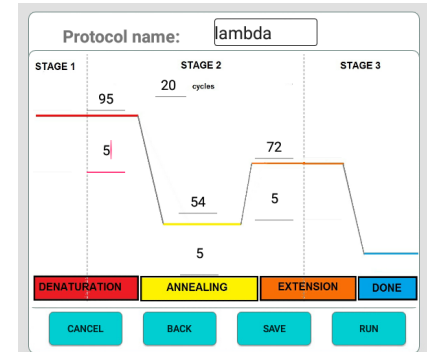 Protocol name: lambda
STAGE 1 STAGE 2 STAGE 3
20 cycles
95
5
72
5
54
5
DENATURATION ANNEALING EXTENSION DONE
CANCEL BACK SAVE RUN